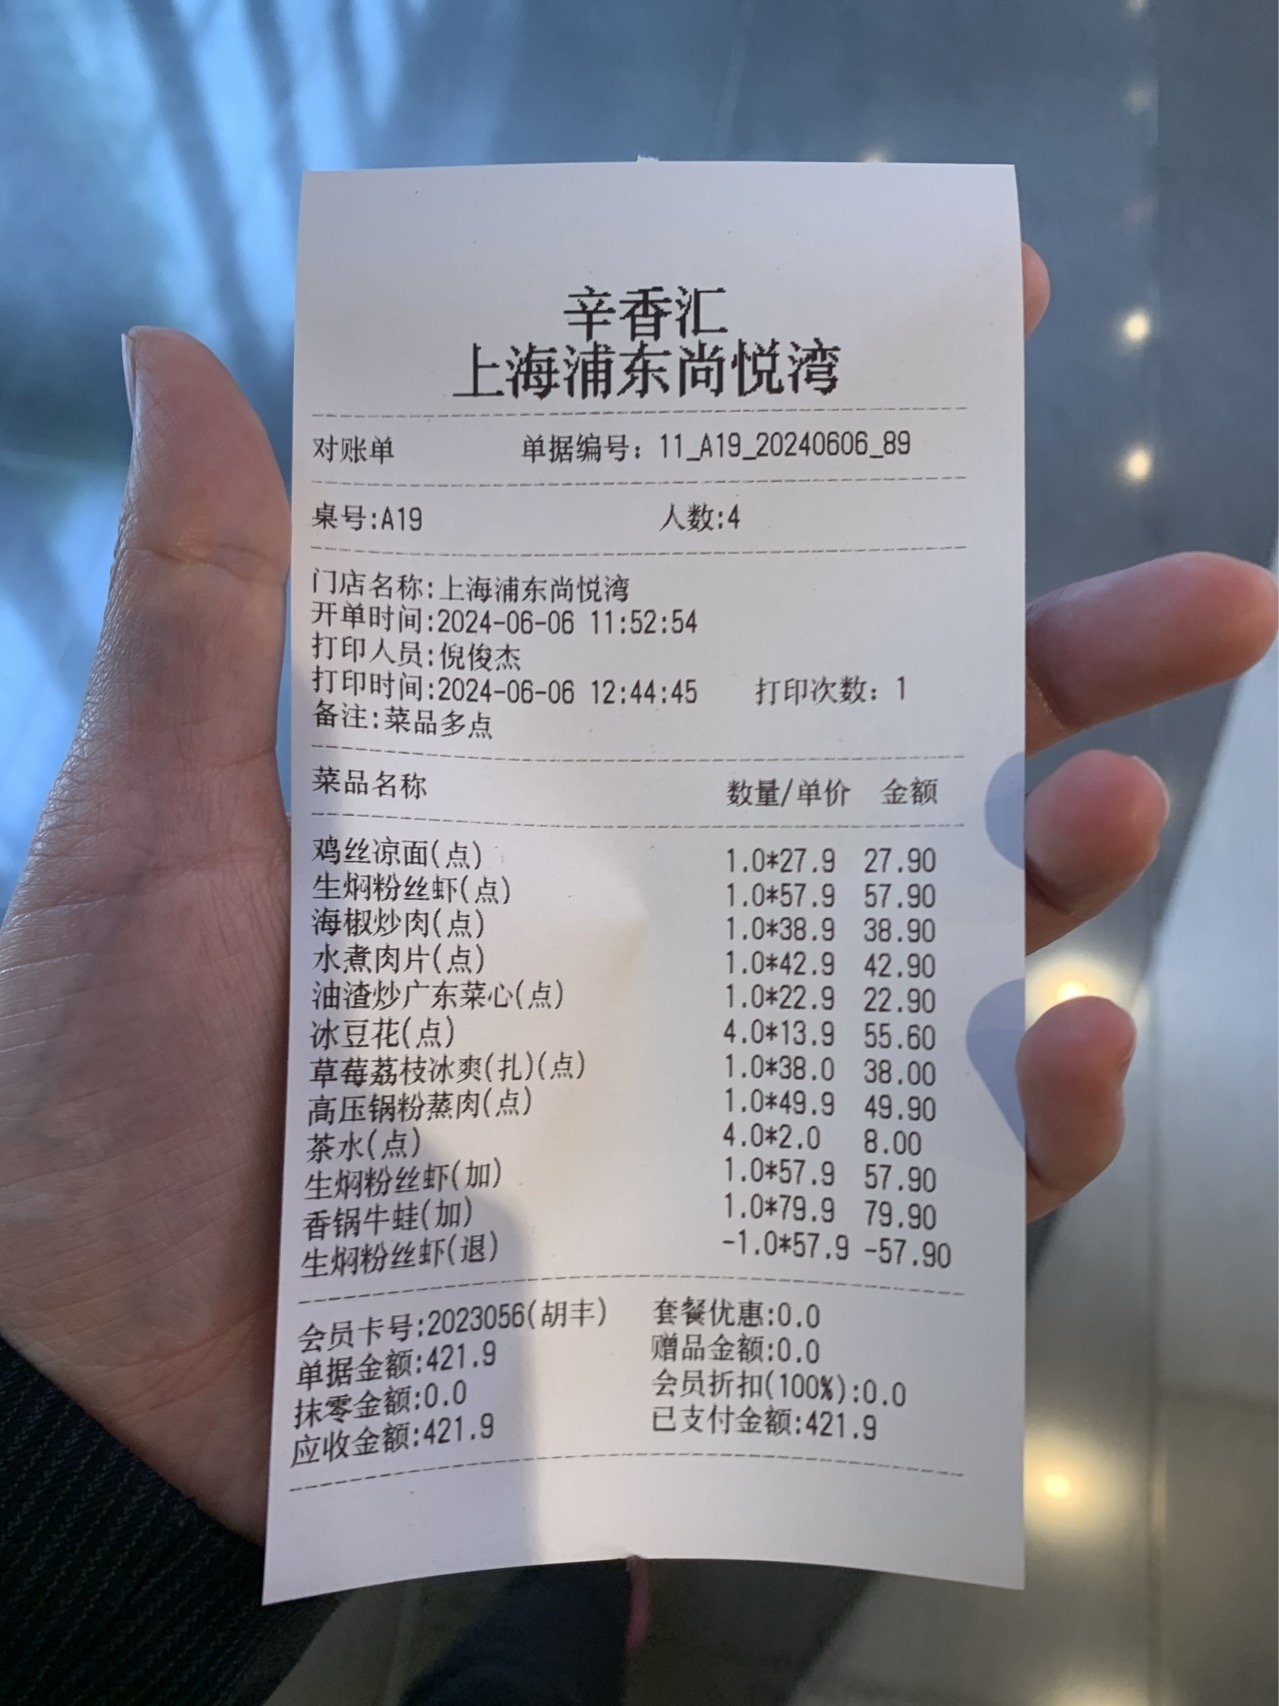 辛香汇
上海浦东尚悦湾
对账单 单据编号：11_A19_20240606_89
桌号:A19 人数:4
门店名称:上海浦东尚悦湾
开单时间:2024-06-06 11:52:54
打印人员:倪俊杰
打印时间:2024-06-06 12:44:45 打印次数：1
备注:菜品多点
菜品名称 数量/单价 金额
鸡丝凉面(点) 1.0*27.9 27.90
生焖粉丝虾(点) 1.0*57.9 57.90
海椒炒肉(点) 1.0*38.9 38.90
水煮肉片(点) 1.0*42.9 42.90
油渣炒广东菜心(点) 1.0*22.9 22.90
冰豆花(点) 4.0*13.9 55.60
草莓荔枝冰爽(扎)(点) 1.0*38.0 38.00
高压锅粉蒸肉(点) 1.0*49.9 49.90
茶水(点) 4.0*2.0 8.00
生焖粉丝虾(加) 1.0*57.9 57.90
香锅牛蛙(加) 1.0*79.9 79.90
生焖粉丝虾(退) -1.0*57.9 -57.90
会员卡号:2023056(胡丰) 套餐优惠:0.0
单据金额:421.9 赠品金额:0.0
抹零金额:0.0 会员折扣(100%):0.0
应收金额:421.9 已支付金额:421.9